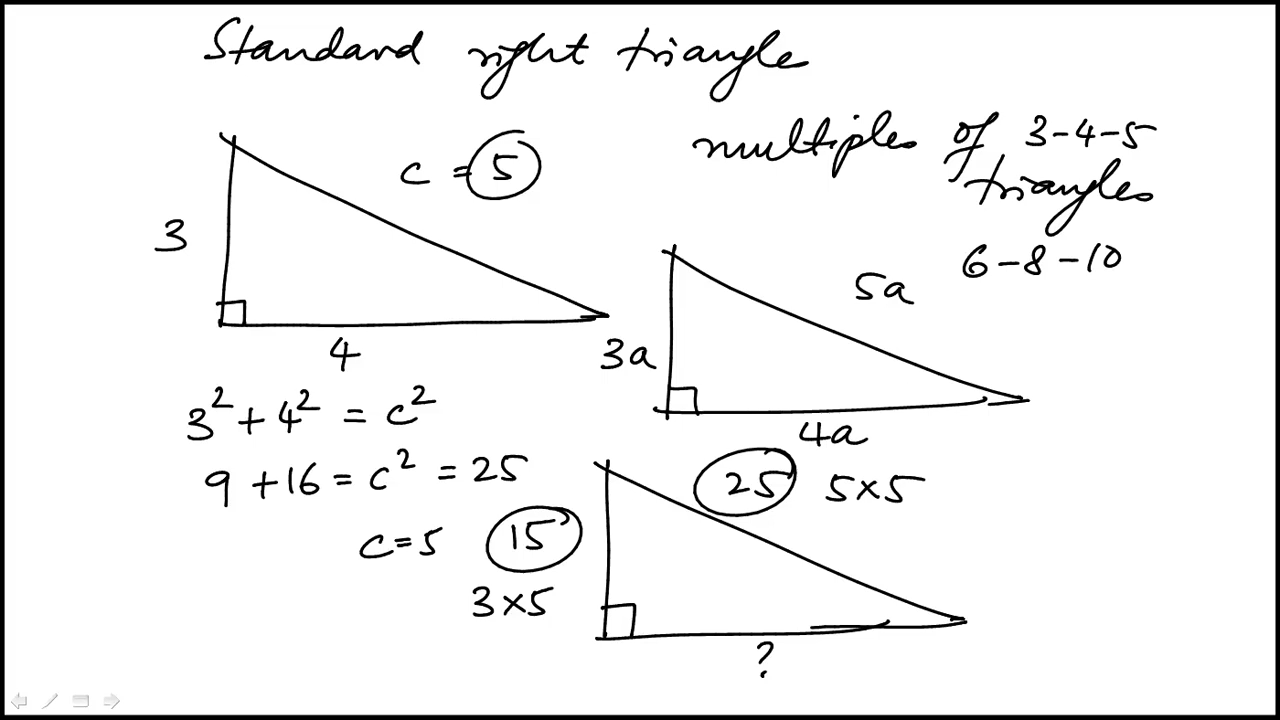 Standard right triangle
multiples of 3-4-5
triangles
6-8-10
c = 5
3
4
3² + 4² = c²
9 + 16 = c² = 25
c = 5
5a
3a
4a
25 5×5
15
3×5
?